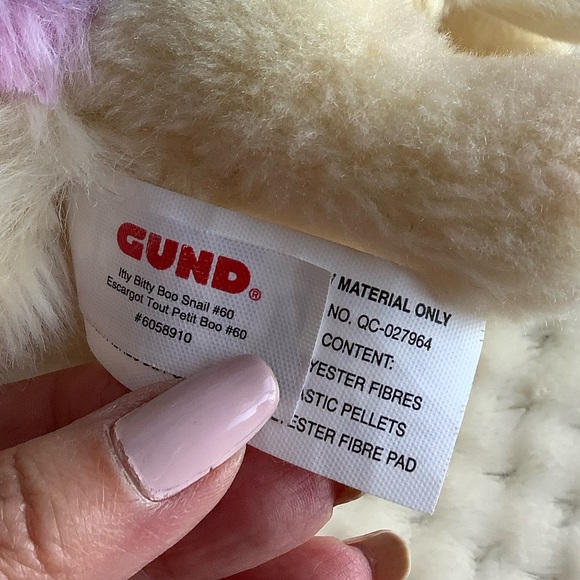 GUND®
Itty Bitty Boo Snail #60
Escargot Tout Petit Boo #60
#6058910
MATERIAL ONLY
NO. QC-027964
CONTENT:
YESTER FIBRES
ASTIC PELLETS
ESTER FIBRE PAD